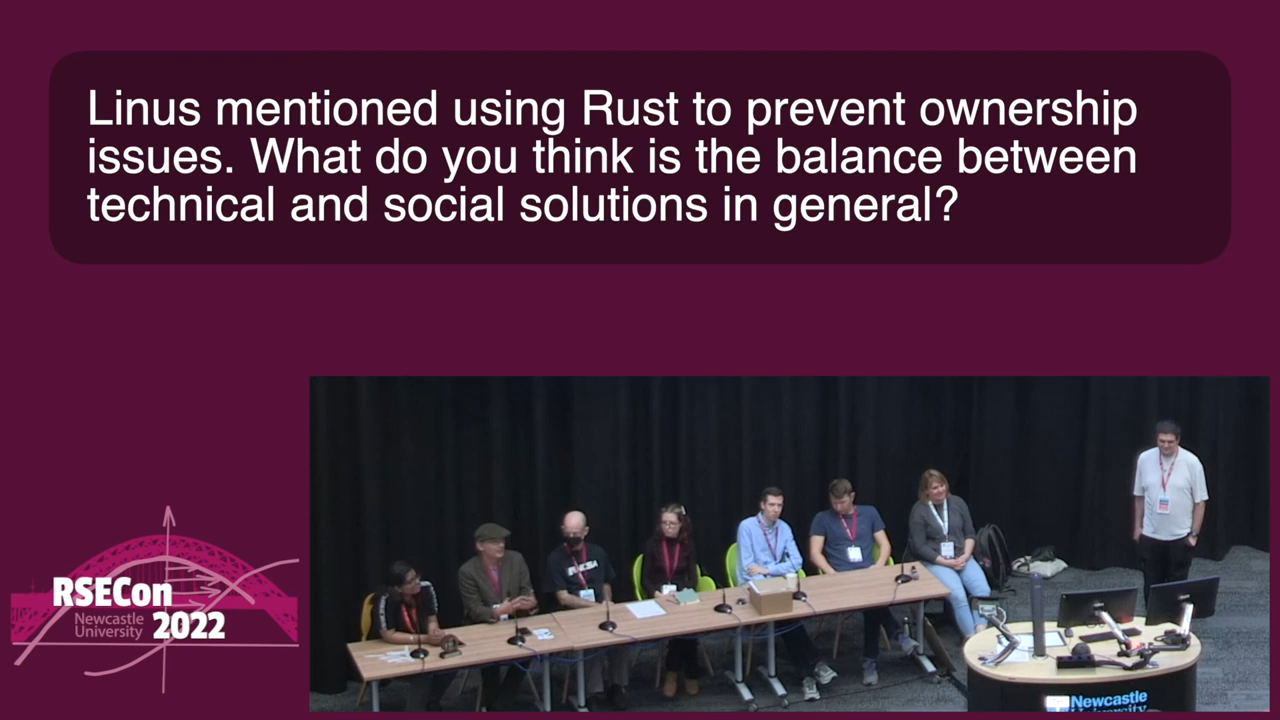 Linus mentioned using Rust to prevent ownership
issues. What do you think is the balance between
technical and social solutions in general?
RSECon
Newcastle
University
2022
Newcastle
University